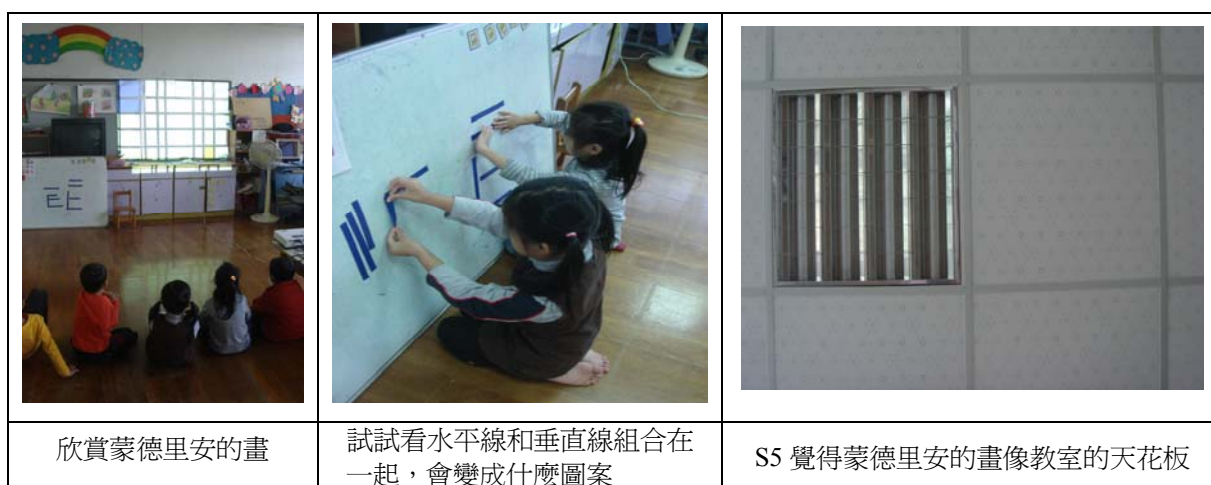 欣賞蒙德里安的畫
試試看水平線和垂直線組合在
一起，會變成什麼圖案
S5 覺得蒙德里安的畫像教室的天花板